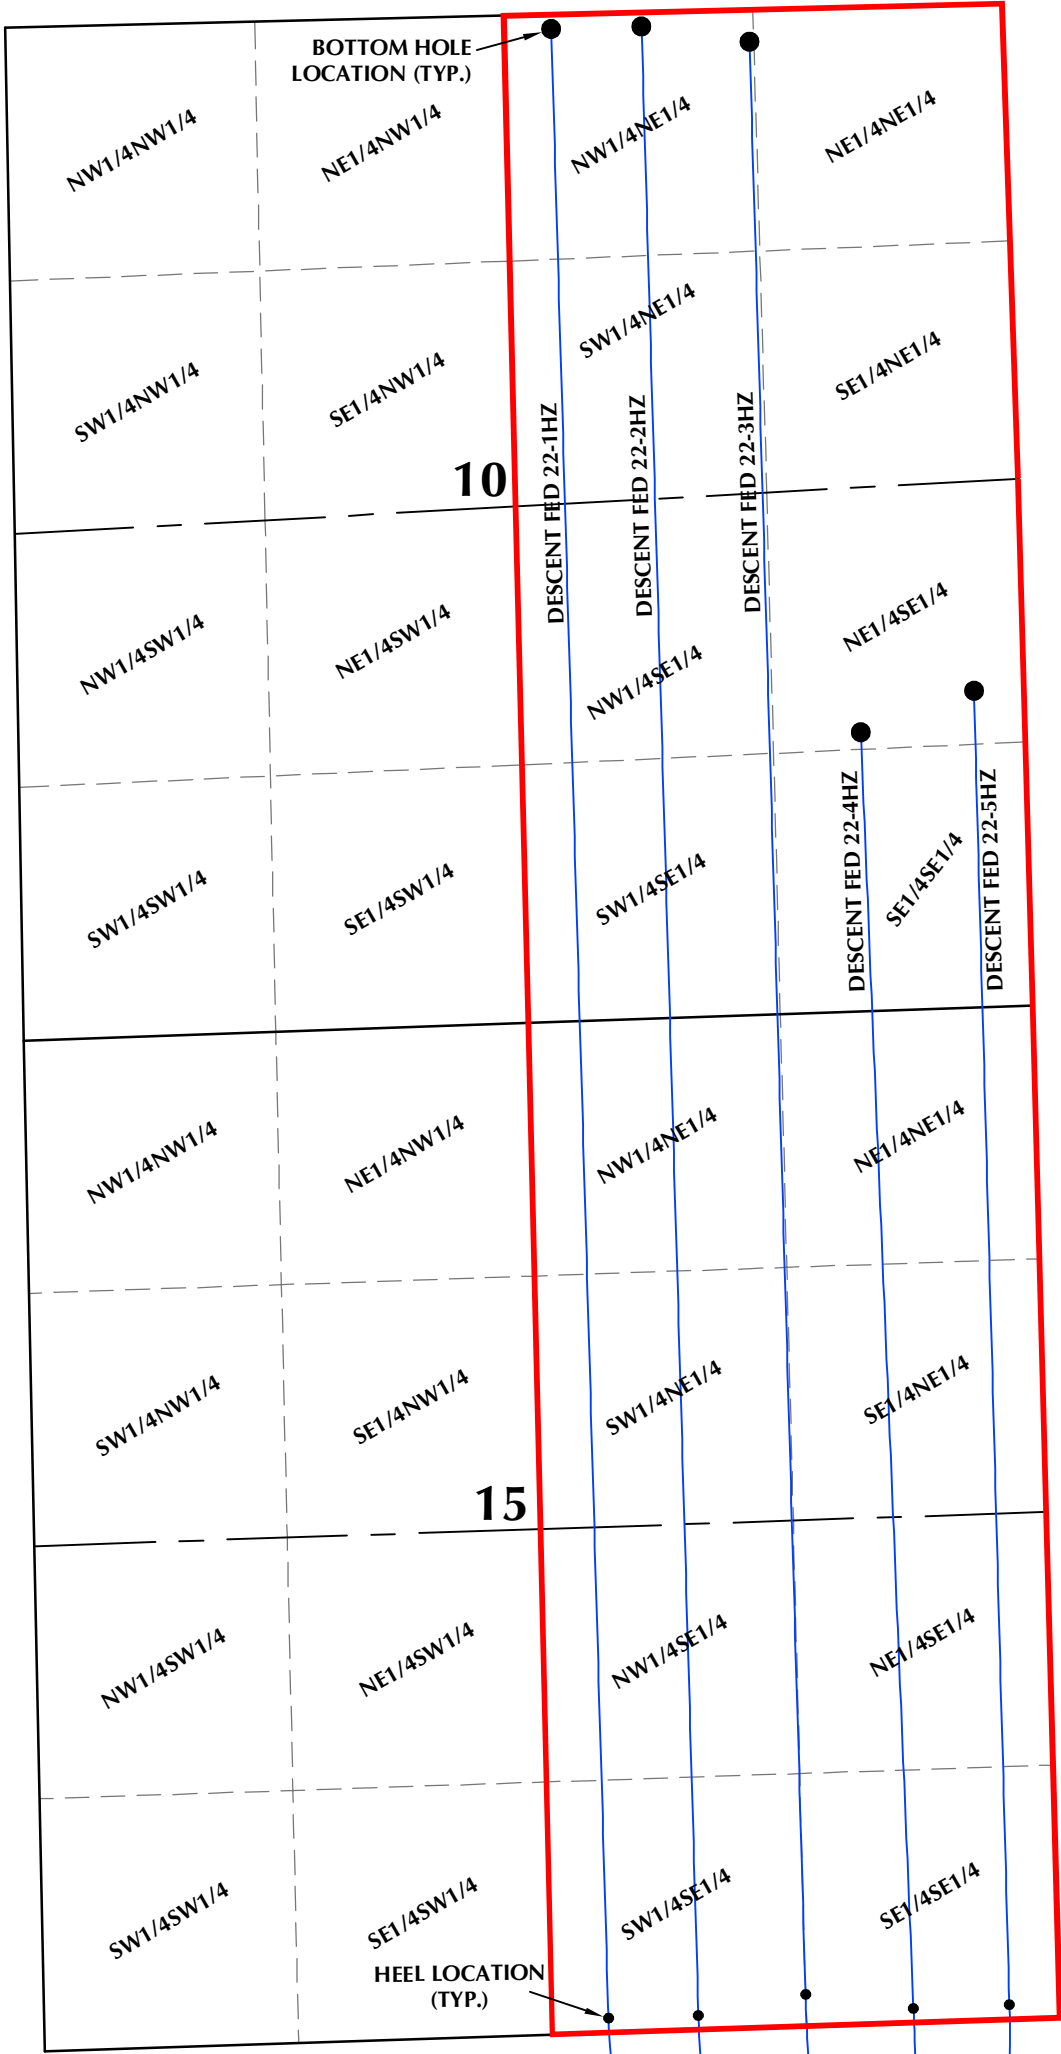 BOTTOM HOLE
LOCATION (TYP.)
NW1/4NW1/4
NE1/4NW1/4
NW1/4NE1/4
NE1/4NE1/4
SW1/4NW1/4
SE1/4NW1/4
SW1/4NE1/4
SE1/4NE1/4
10
DESCENT FED 22-1HZ
DESCENT FED 22-2HZ
DESCENT FED 22-3HZ
NW1/4SW1/4
NE1/4SW1/4
NW1/4SE1/4
NE1/4SE1/4
DESCENT FED 22-4HZ
DESCENT FED 22-5HZ
SW1/4SW1/4
SE1/4SW1/4
SW1/4SE1/4
SE1/4SE1/4
NW1/4NW1/4
NE1/4NW1/4
NW1/4NE1/4
NE1/4NE1/4
SW1/4NW1/4
SE1/4NW1/4
SW1/4NE1/4
SE1/4NE1/4
15
NW1/4SW1/4
NE1/4SW1/4
NW1/4SE1/4
NE1/4SE1/4
SW1/4SW1/4
SE1/4SW1/4
SW1/4SE1/4
SE1/4SE1/4
HEEL LOCATION
(TYP.)